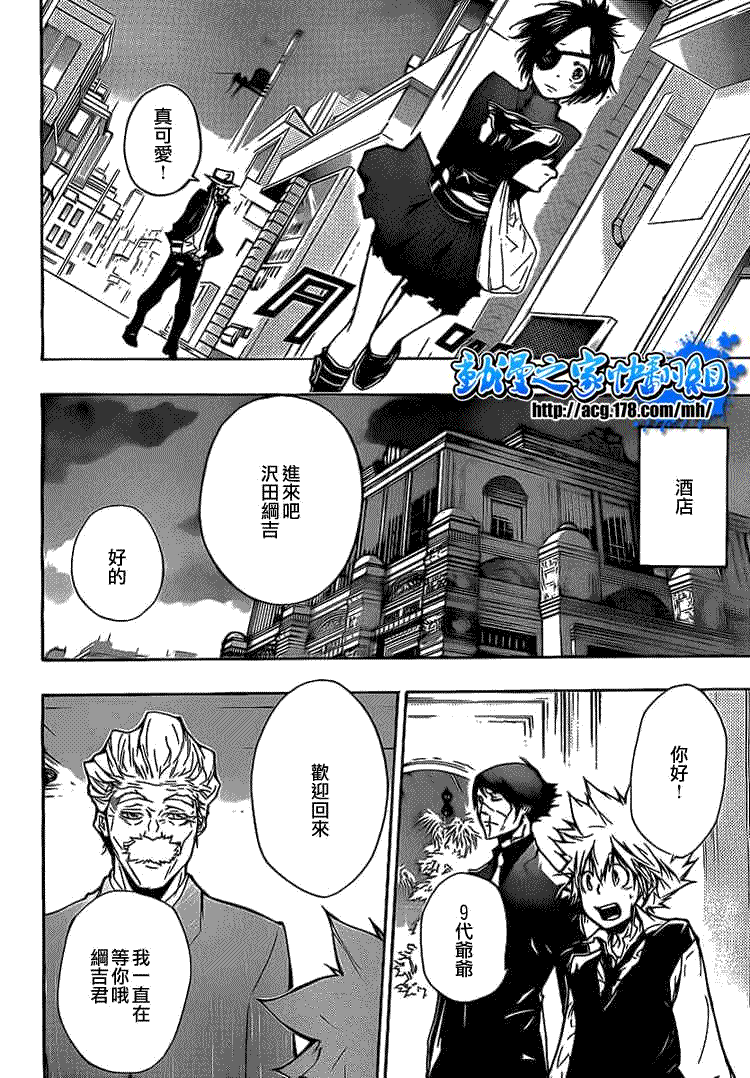 真可愛！
動漫之家快翻組
http://acg.178.com/mh/
酒店
進來吧
沢田綱吉
好的
你好！
9代爺爺
歡迎回來
我一直在
等你哦
綱吉君